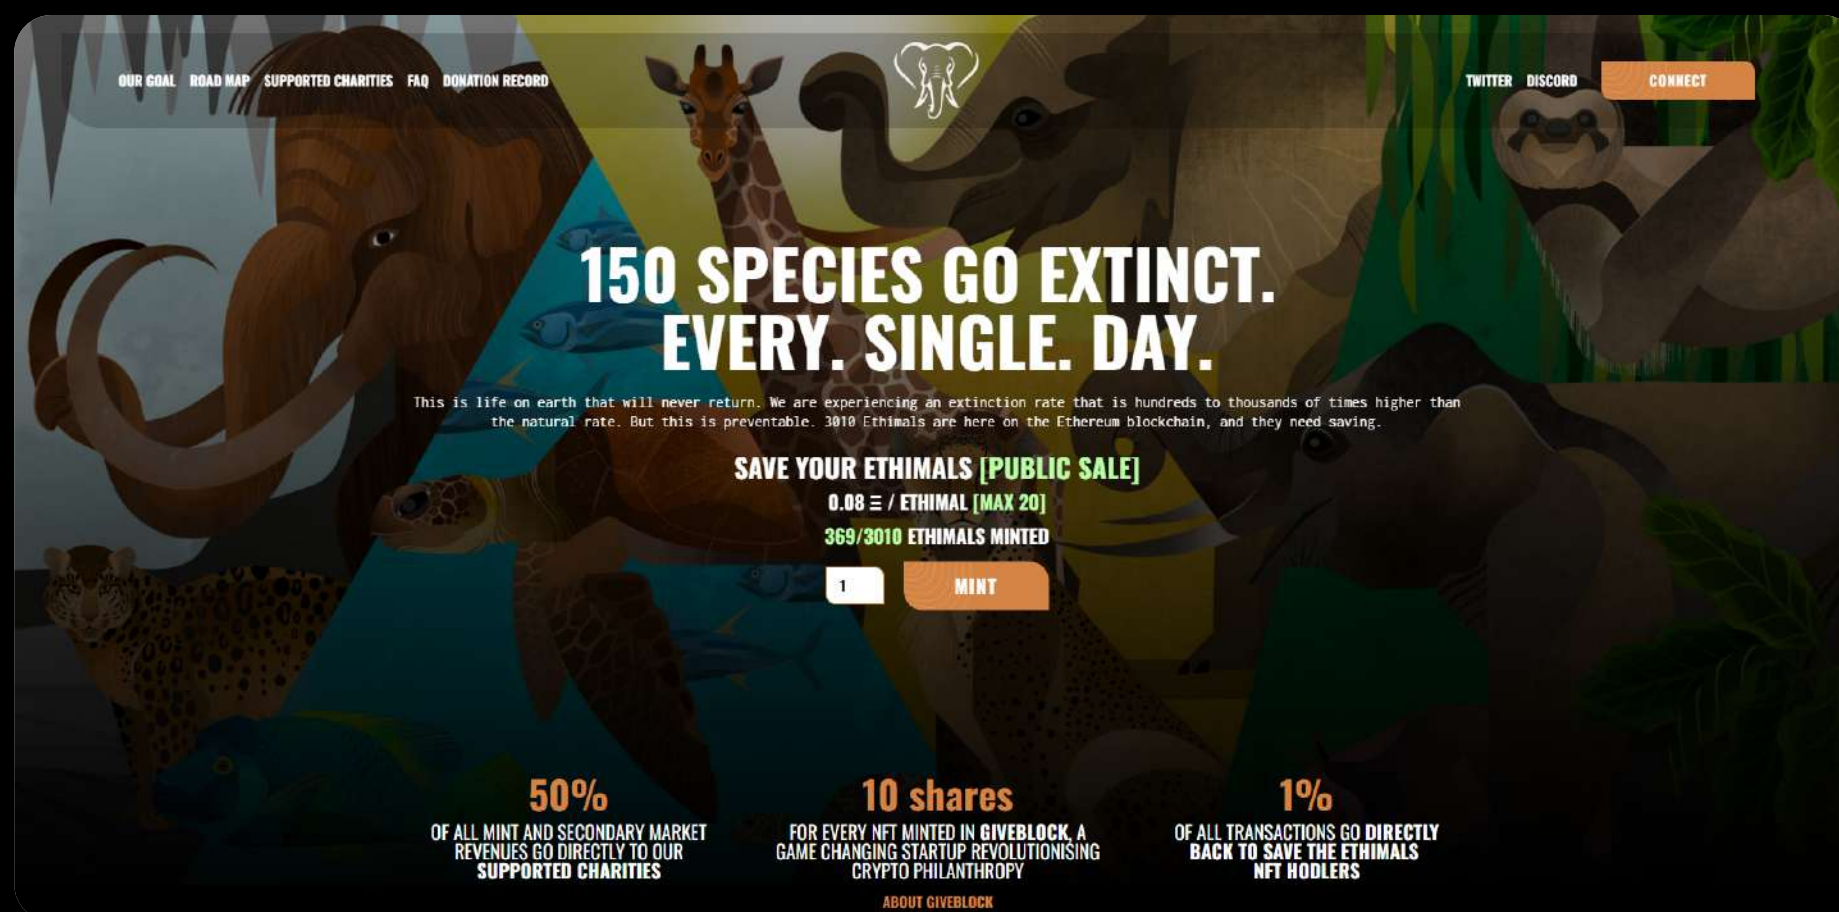 OUR GOAL ROAD MAP SUPPORTED CHARITIES FAQ DONATION RECORD
TWITTER DISCORD CONNECT
150 SPECIES GO EXTINCT.
EVERY. SINGLE. DAY.
This is life on earth that will never return. We are experiencing an extinction rate that is hundreds to thousands of times higher than
the natural rate. But this is preventable. 3010 Ethimals are here on the Ethereum blockchain, and they need saving.
SAVE YOUR ETHIMALS [PUBLIC SALE]
0.08 Ξ / ETHIMAL [MAX 20]
369/3010 ETHIMALS MINTED
1 MINT
50%
OF ALL MINT AND SECONDARY MARKET
REVENUES GO DIRECTLY TO OUR
SUPPORTED CHARITIES
10 shares
FOR EVERY NFT MINTED IN GIVEBLOCK, A
GAME CHANGING STARTUP REVOLUTIONISING
CRYPTO PHILANTHROPY
ABOUT GIVEBLOCK
1%
OF ALL TRANSACTIONS GO DIRECTLY
BACK TO SAVE THE ETHIMALS
NFT HODLERS